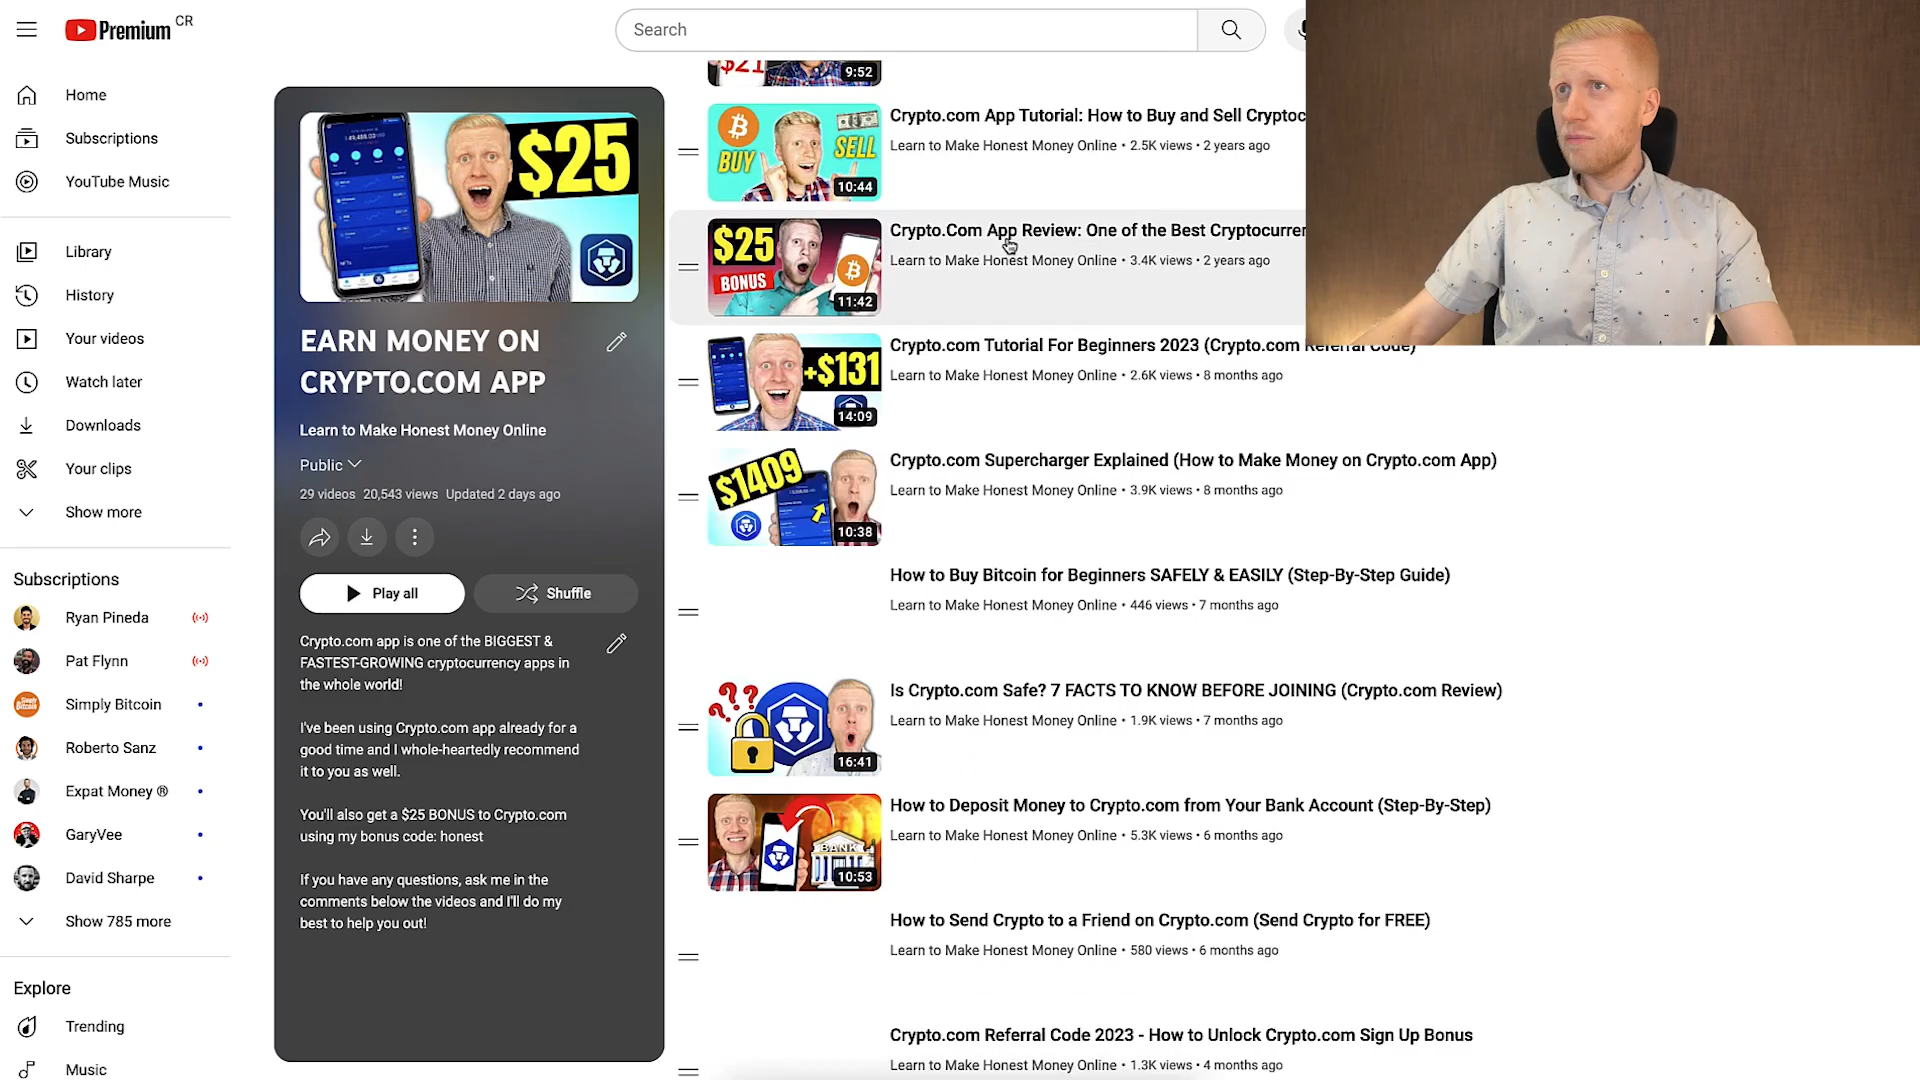 Premium CR
Search
Home
Subscriptions
YouTube Music
Library
History
Your videos
Watch later
Downloads
Your clips
Show more
Subscriptions
Ryan Pineda
Pat Flynn
Simply Bitcoin
Roberto Sanz
Expat Money ®
GaryVee
David Sharpe
Show 785 more
Explore
Trending
Music
$25
EARN MONEY ON
CRYPTO.COM APP
Learn to Make Honest Money Online
Public
29 videos 20,543 views Updated 2 days ago
Play all
Shuffle
Crypto.com app is one of the BIGGEST &
FASTEST-GROWING cryptocurrency apps in
the whole world!
I've been using Crypto.com app already for a
good time and I whole-heartedly recommend
it to you as well.
You'll also get a $25 BONUS to Crypto.com
using my bonus code: honest
If you have any questions, ask me in the
comments below the videos and I'll do my
best to help you out!
$21
9:52
BUY
SELL
10:44
Crypto.com App Tutorial: How to Buy and Sell Cryptoc
Learn to Make Honest Money Online • 2.5K views • 2 years ago
$25
BONUS
11:42
Crypto.Com App Review: One of the Best Cryptocurren
Learn to Make Honest Money Online • 3.4K views • 2 years ago
+$131
14:09
Crypto.com Tutorial For Beginners 2023 (Crypto.com Referral Code)
Learn to Make Honest Money Online • 2.6K views • 8 months ago
$1409
10:38
Crypto.com Supercharger Explained (How to Make Money on Crypto.com App)
Learn to Make Honest Money Online • 3.9K views • 8 months ago
How to Buy Bitcoin for Beginners SAFELY & EASILY (Step-By-Step Guide)
Learn to Make Honest Money Online • 446 views • 7 months ago
???
16:41
Is Crypto.com Safe? 7 FACTS TO KNOW BEFORE JOINING (Crypto.com Review)
Learn to Make Honest Money Online • 1.9K views • 7 months ago
BANK
10:53
How to Deposit Money to Crypto.com from Your Bank Account (Step-By-Step)
Learn to Make Honest Money Online • 5.3K views • 6 months ago
How to Send Crypto to a Friend on Crypto.com (Send Crypto for FREE)
Learn to Make Honest Money Online • 580 views • 6 months ago
Crypto.com Referral Code 2023 - How to Unlock Crypto.com Sign Up Bonus
Learn to Make Honest Money Online • 1.3K views • 4 months ago